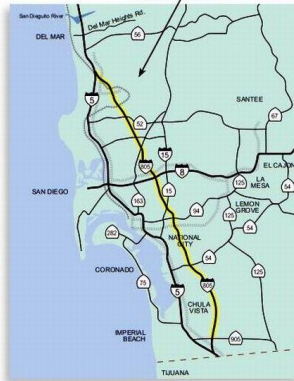 San Dieguito River
Del Mar Heights Rd.
DEL MAR
56
5
SANTEE
67
52
15
805
8
EL CAJON
LA
MESA
125
SAN DIEGO
163
15
94
LEMON
GROVE
125
54
282
NATIONAL
CITY
54
CORONADO
75
5
805
125
CHULA
VISTA
IMPERIAL
BEACH
905
TIJUANA